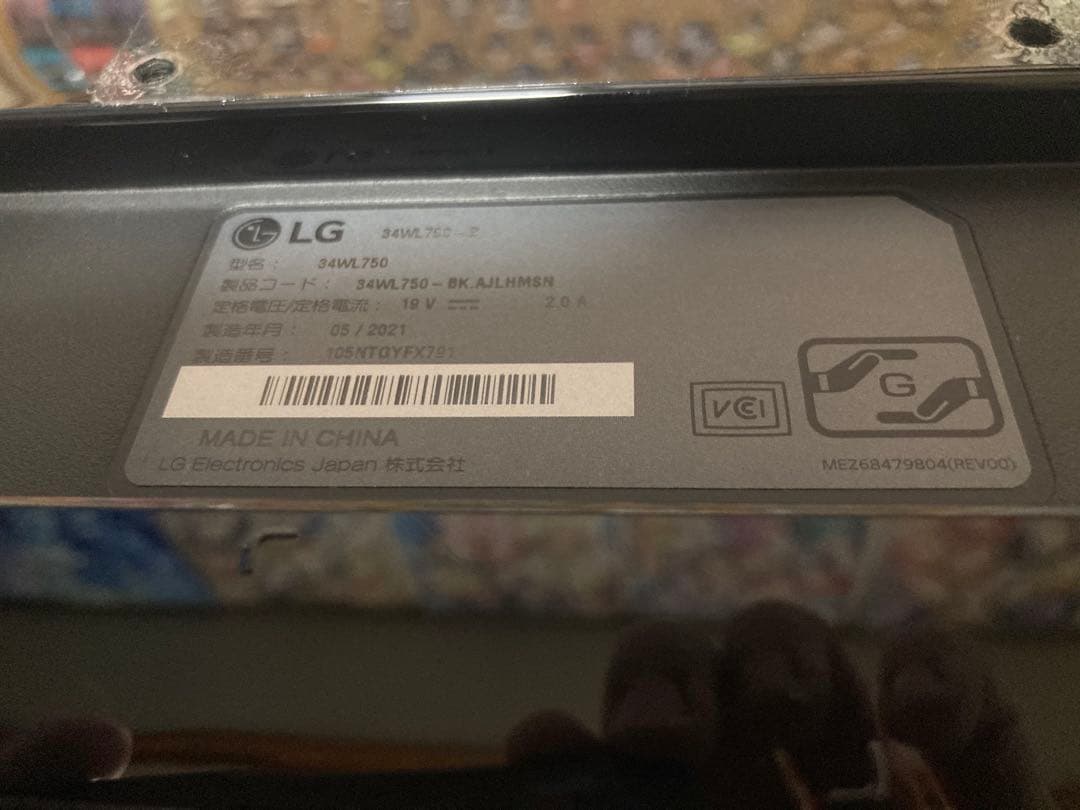 LG 34WL750-P
型名: 34WL750
製品コード: 34WL750-BK.AJLHMSN
定格電圧/定格電流: 19 V 2.0 A
製造年月: 05 / 2021
製造番号: 105NTGYFX791
VCI
G
MADE IN CHINA
LG Electronics Japan 株式会社
MEZ68479804(REV00)